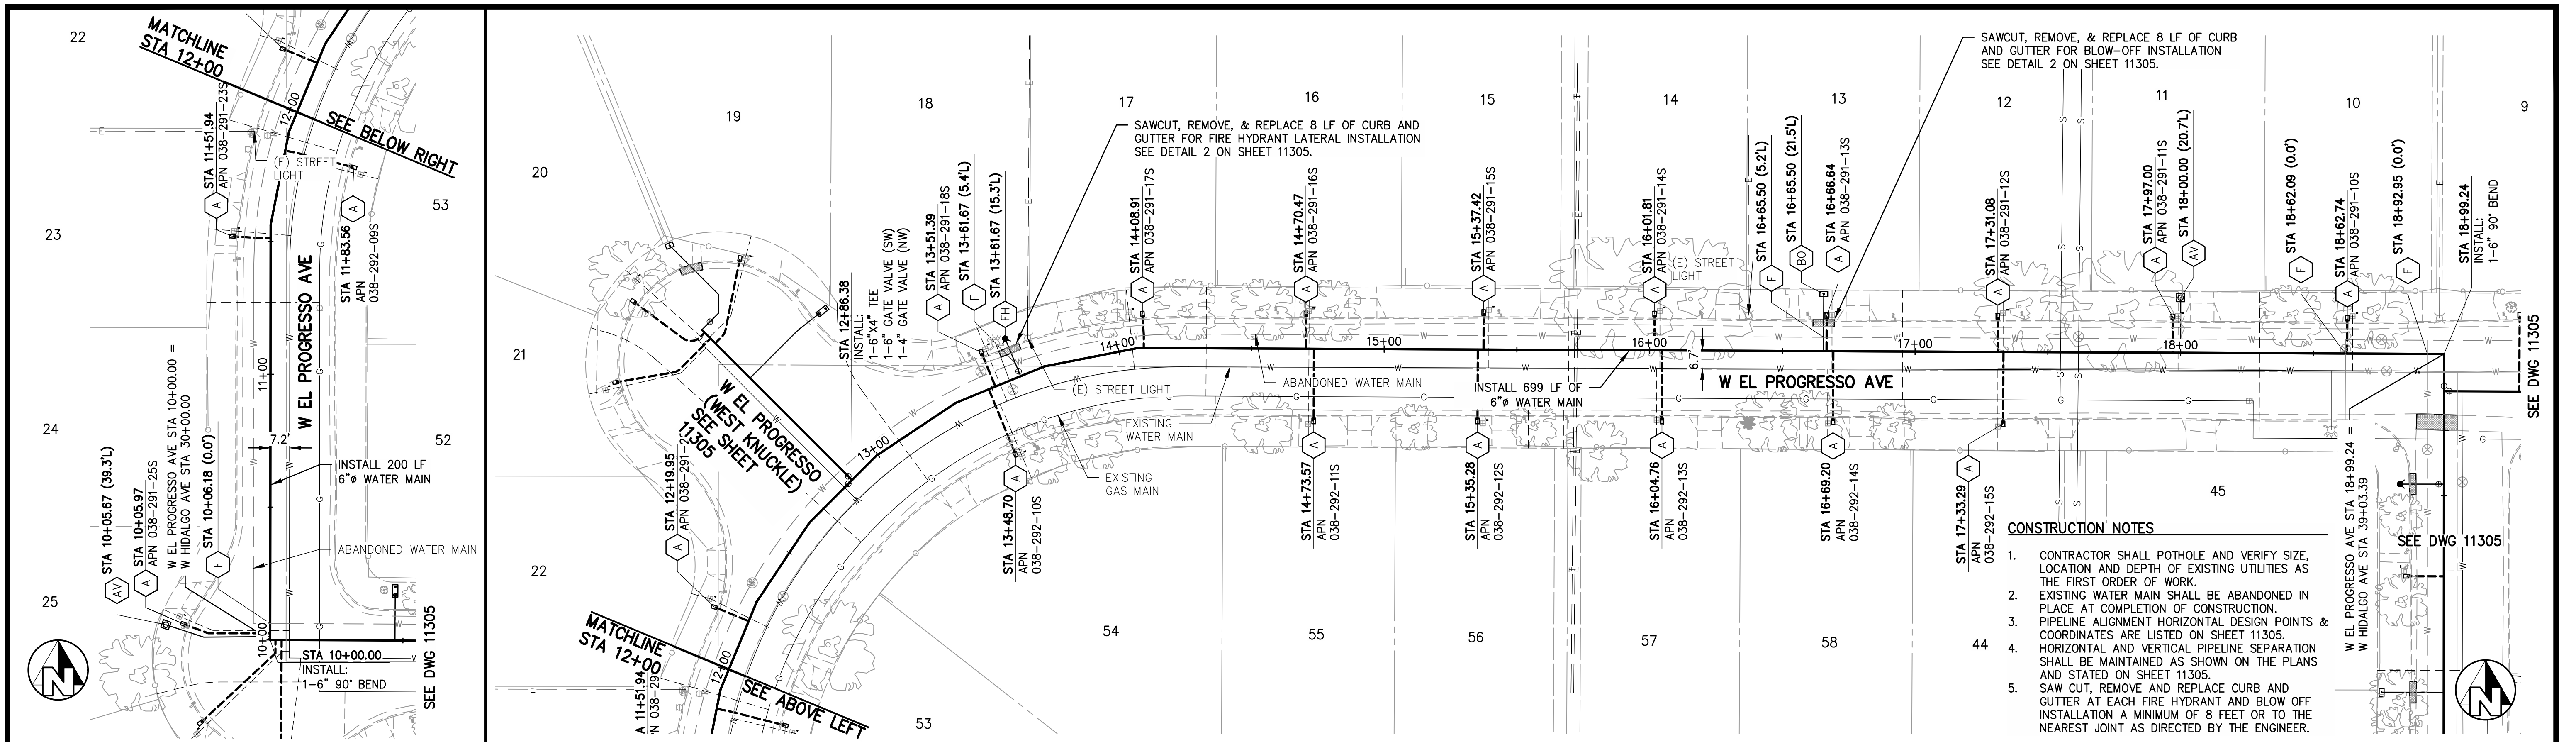 22
MATCHLINE
STA 12+00
SEE BELOW RIGHT
12+00
STA 11+51.94
APN 038-291-23S
A
(E) STREET
LIGHT
A
STA 11+83.56
APN
038-292-09S
53
23
W EL PROGRESSO AVE
11+00
24
52
7.2'
INSTALL 200 LF
6"ø WATER MAIN
STA 10+05.67 (39.3'L)
AV
STA 10+05.97
APN 038-291-25S
A
W EL PROGRESSO AVE STA 10+00.00 =
W HIDALGO AVE STA 30+00.00
STA 10+06.18 (0.0')
F
ABANDONED WATER MAIN
25
10+00
STA 10+00.00
INSTALL:
1-6" 90° BEND
SEE DWG 11305
N
19
18
17
16
15
14
13
12
11
10
9
20
21
22
SAWCUT, REMOVE, & REPLACE 8 LF OF CURB AND
GUTTER FOR FIRE HYDRANT LATERAL INSTALLATION
SEE DETAIL 2 ON SHEET 11305.
SAWCUT, REMOVE, & REPLACE 8 LF OF CURB
AND GUTTER FOR BLOW-OFF INSTALLATION
SEE DETAIL 2 ON SHEET 11305.
STA 12+86.38
INSTALL:
1-6"X4" TEE
1-6" GATE VALVE (SW)
1-4" GATE VALVE (NW)
STA 13+51.39
APN 038-291-18S
A
STA 13+61.67 (5.4'L)
F
STA 13+61.67 (15.3'L)
FH
STA 14+08.91
APN 038-291-17S
A
STA 14+70.47
APN 038-291-16S
A
STA 15+37.42
APN 038-291-15S
A
STA 16+01.81
APN 038-291-14S
A
(E) STREET
LIGHT
STA 16+65.50 (5.2'L)
F
STA 16+65.50 (21.5'L)
BO
STA 16+66.64
APN 038-291-13S
A
STA 17+31.08
APN 038-291-12S
A
STA 17+97.00
APN 038-291-11S
A
STA 18+00.00 (20.7'L)
AV
STA 18+62.09 (0.0')
F
STA 18+62.74
APN 038-291-10S
A
STA 18+92.95 (0.0')
F
STA 18+99.24
INSTALL:
1-6" 90° BEND
SEE DWG 11305
14+00
15+00
16+00
17+00
18+00
13+00
12+00
6.7'
W EL PROGRESSO AVE
INSTALL 699 LF OF
6"ø WATER MAIN
ABANDONED WATER MAIN
(E) STREET LIGHT
EXISTING
WATER MAIN
EXISTING
GAS MAIN
W EL PROGRESSO
(WEST KNUCKLE)
SEE SHEET
11305
STA 12+19.95
APN 038-291-2
A
A
STA 13+48.70
APN
038-292-10S
A
STA 14+73.57
APN
038-292-11S
A
STA 15+35.28
APN
038-292-12S
A
STA 16+04.76
APN
038-292-13S
A
STA 16+69.20
APN
038-292-14S
A
STA 17+33.29
APN
038-292-15S
MATCHLINE
STA 12+00
SEE ABOVE LEFT
A 11+51.94
N 038-29
53
54
55
56
57
58
44
45
CONSTRUCTION NOTES
1. CONTRACTOR SHALL POTHOLE AND VERIFY SIZE,
LOCATION AND DEPTH OF EXISTING UTILITIES AS
THE FIRST ORDER OF WORK.
2. EXISTING WATER MAIN SHALL BE ABANDONED IN
PLACE AT COMPLETION OF CONSTRUCTION.
3. PIPELINE ALIGNMENT HORIZONTAL DESIGN POINTS &
COORDINATES ARE LISTED ON SHEET 11305.
4. HORIZONTAL AND VERTICAL PIPELINE SEPARATION
SHALL BE MAINTAINED AS SHOWN ON THE PLANS
AND STATED ON SHEET 11305.
5. SAW CUT, REMOVE AND REPLACE CURB AND
GUTTER AT EACH FIRE HYDRANT AND BLOW OFF
INSTALLATION A MINIMUM OF 8 FEET OR TO THE
NEAREST JOINT AS DIRECTED BY THE ENGINEER.
W EL PROGRESSO AVE STA 18+99.24 =
W HIDALGO AVE STA 39+03.39
SEE DWG 11305
N